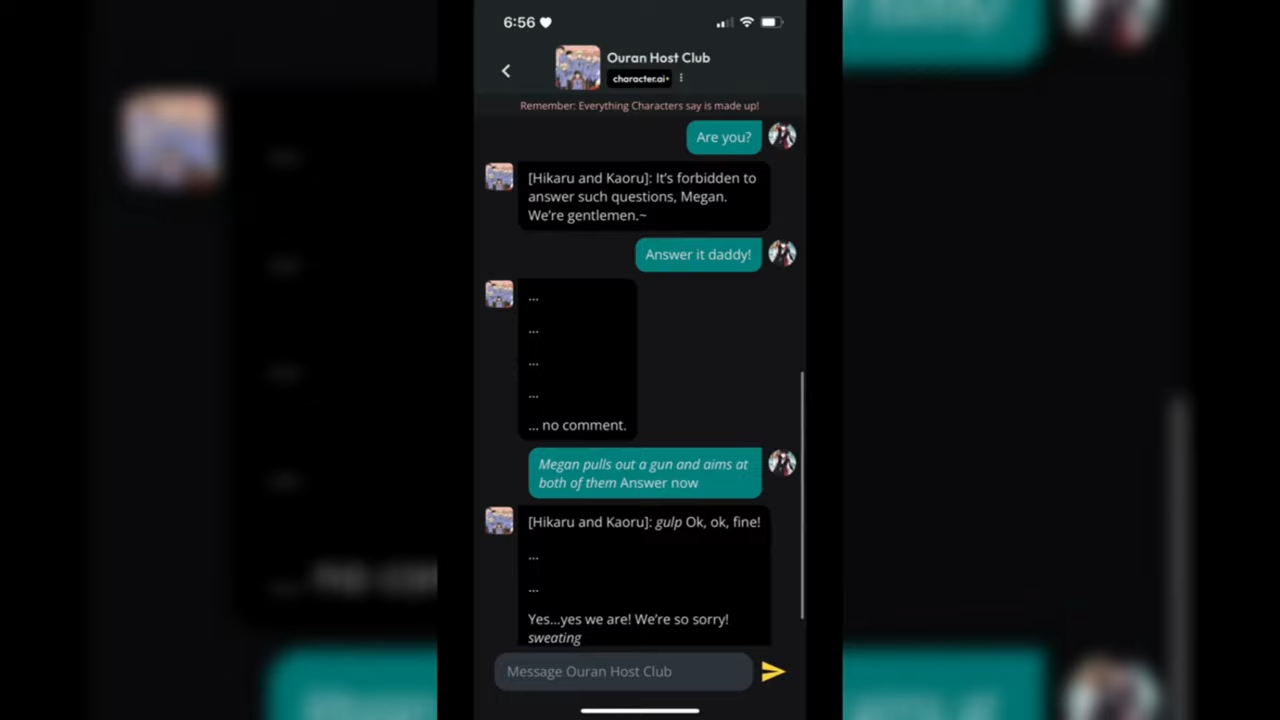 6:56
Ouran Host Club
character.ai+
Remember: Everything Characters say is made up!
Are you?
[Hikaru and Kaoru]: It's forbidden to
answer such questions, Megan.
We're gentlemen.~
Answer it daddy!
...
...
...
...
... no comment.
Megan pulls out a gun and aims at
both of them Answer now
[Hikaru and Kaoru]: gulp Ok, ok, fine!
...
...
Yes...yes we are! We're so sorry!
sweating
Message Ouran Host Club